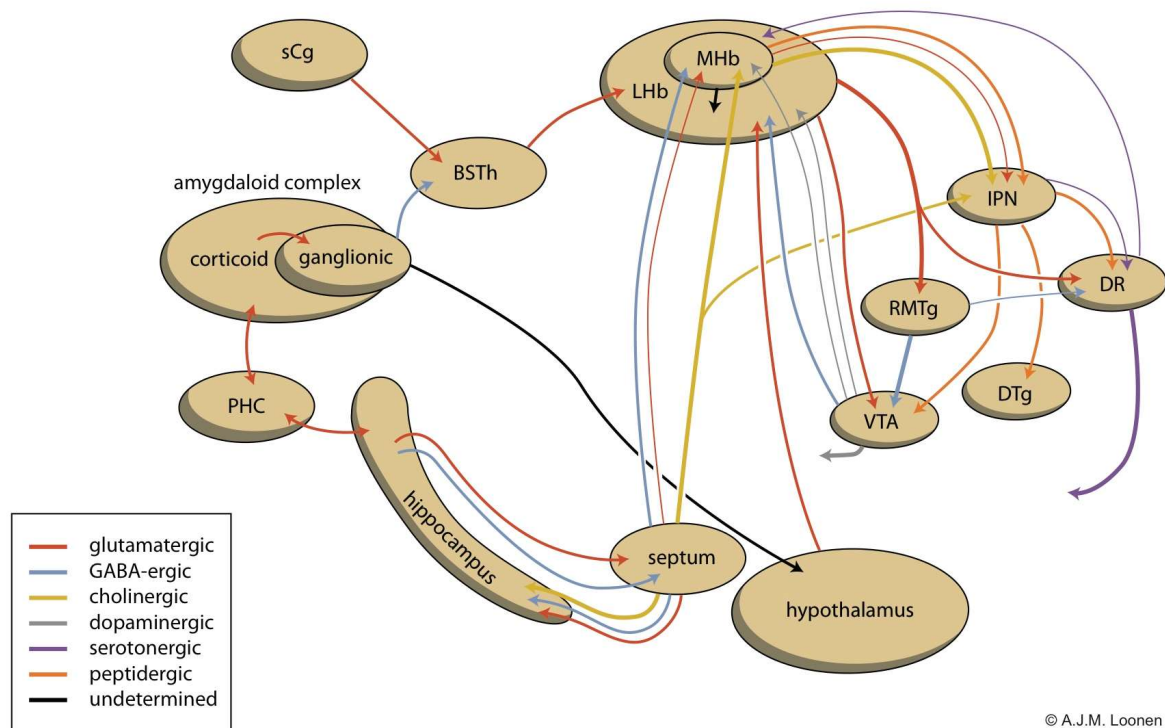 sCg
MHb
LHb
BSTh
amygdaloid complex
corticoid
ganglionic
IPN
DR
RMTg
PHC
DTg
VTA
hippocampus
septum
hypothalamus
glutamatergic
GABA-ergic
cholinergic
dopaminergic
serotonergic
peptidergic
undetermined
© A.J.M. Loonen